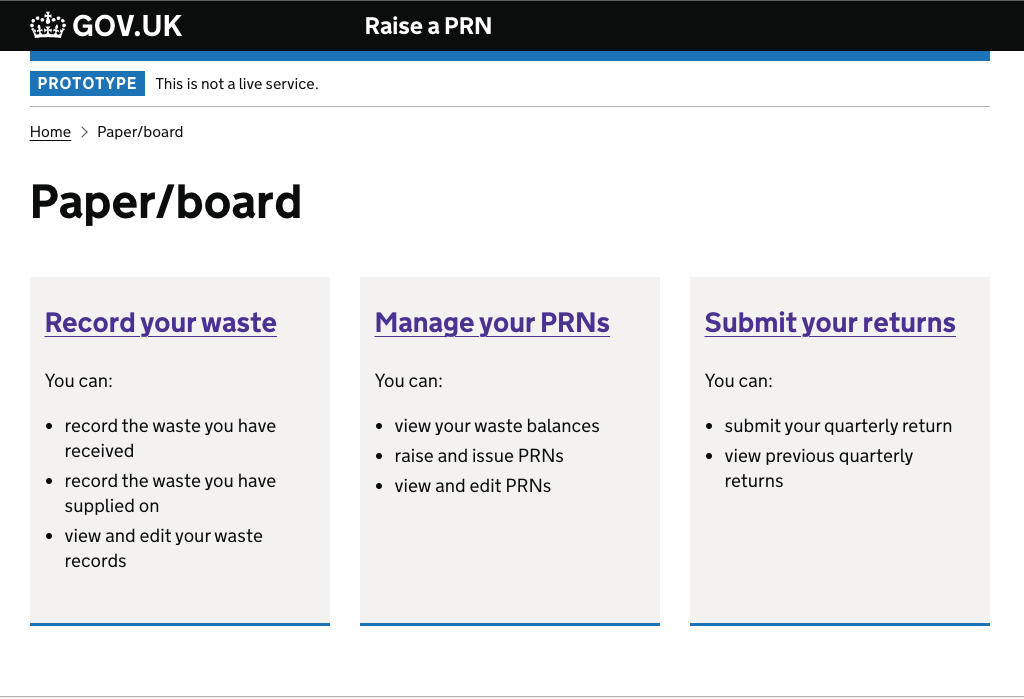 GOV.UK
Raise a PRN
PROTOTYPE This is not a live service.
Home > Paper/board
Paper/board
Record your waste
You can:
• record the waste you have
received
• record the waste you have
supplied on
• view and edit your waste
records
Manage your PRNs
You can:
• view your waste balances
• raise and issue PRNs
• view and edit PRNs
Submit your returns
You can:
• submit your quarterly return
• view previous quarterly
returns